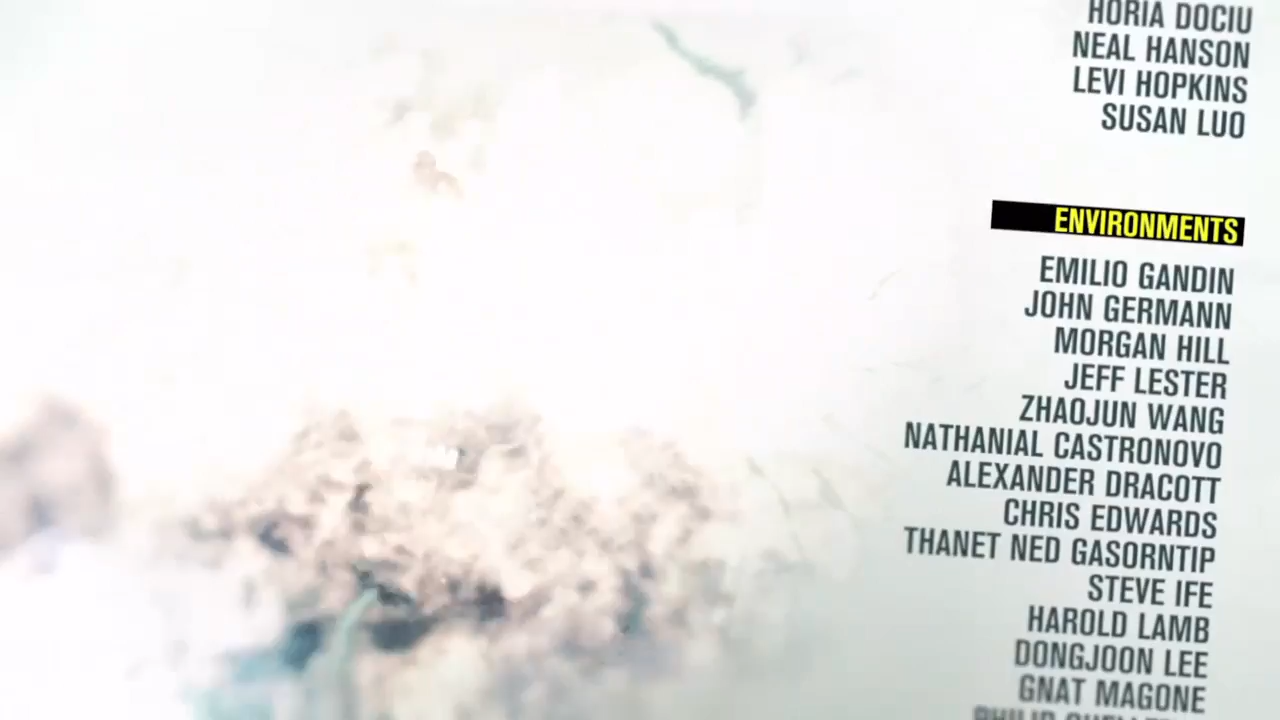 HORIA DOCIU
NEAL HANSON
LEVI HOPKINS
SUSAN LUO
ENVIRONMENTS
EMILIO GANDIN
JOHN GERMANN
MORGAN HILL
JEFF LESTER
ZHAOJUN WANG
NATHANIAL CASTRONOVO
ALEXANDER DRACOTT
CHRIS EDWARDS
THANET NED GASORNTIP
STEVE IFE
HAROLD LAMB
DONGJOON LEE
GNAT MAGONE
PHILIP